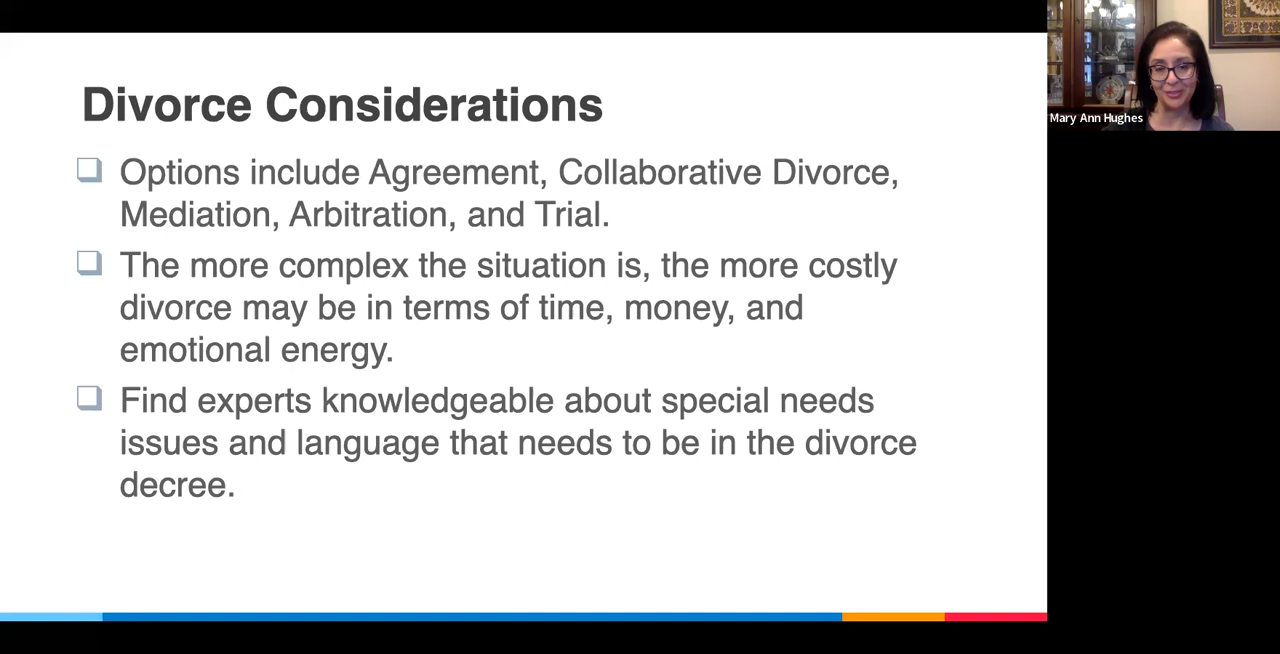 Divorce Considerations
Options include Agreement, Collaborative Divorce,
Mediation, Arbitration, and Trial.
The more complex the situation is, the more costly
divorce may be in terms of time, money, and
emotional energy.
Find experts knowledgeable about special needs
issues and language that needs to be in the divorce
decree.
Mary Ann Hughes